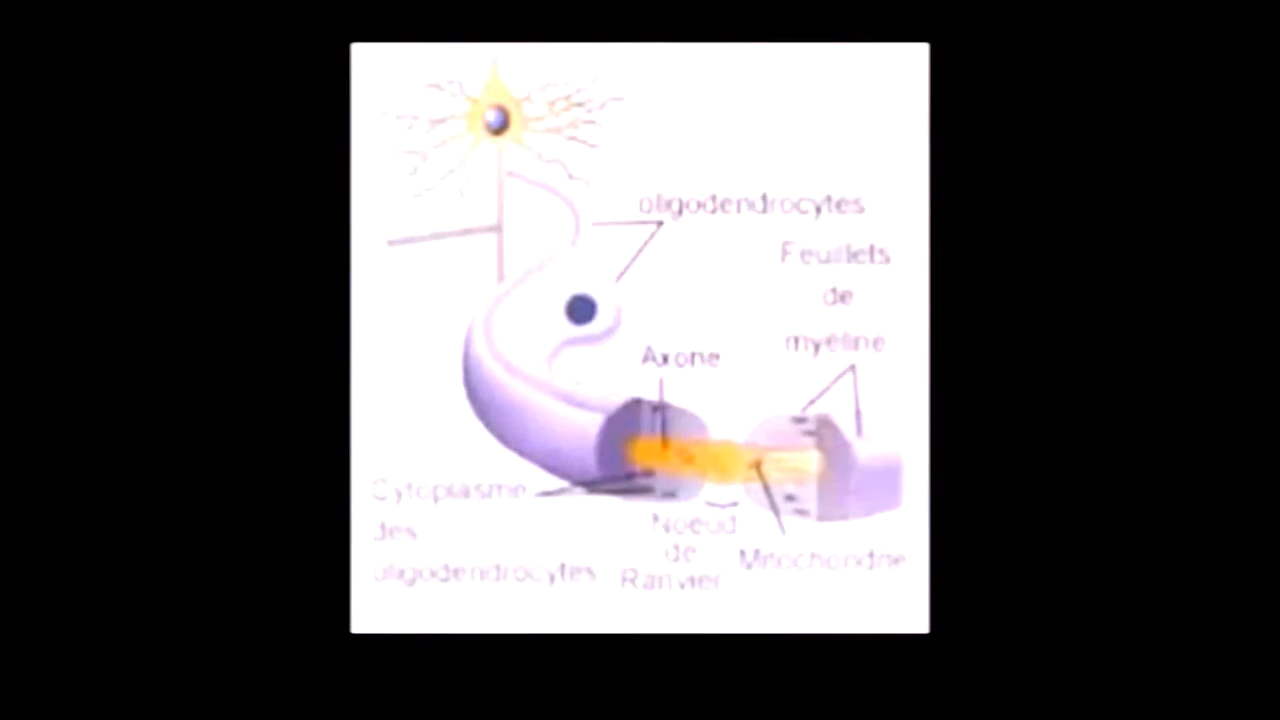 oligodendrocytes
Feuillets
de
myéline
Axone
Cytoplasme
des
oligodendrocytes
Noeud
de
Ranvier
Mitochondrie